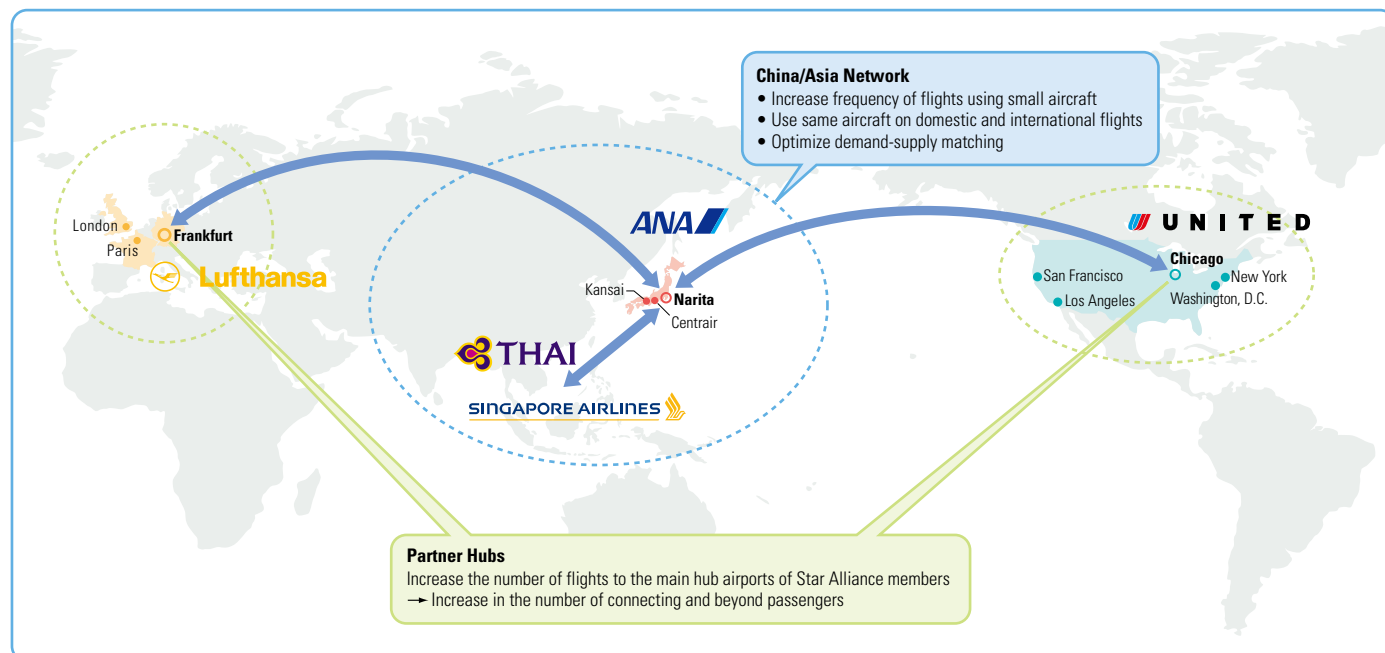 China/Asia Network
• Increase frequency of flights using small aircraft
• Use same aircraft on domestic and international flights
• Optimize demand-supply matching
London
Frankfurt
Paris
Lufthansa
ANA
Kansai
Narita
Centrair
THAI
SINGAPORE AIRLINES
UNITED
Chicago
San Francisco
New York
Los Angeles
Washington, D.C.
Partner Hubs
Increase the number of flights to the main hub airports of Star Alliance members
→ Increase in the number of connecting and beyond passengers